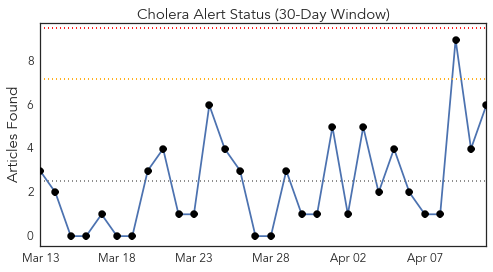 Cholera Alert Status (30-Day Window)
Articles Found
8
6
4
2
0
Mar 13 Mar 18 Mar 23 Mar 28 Apr 02 Apr 07